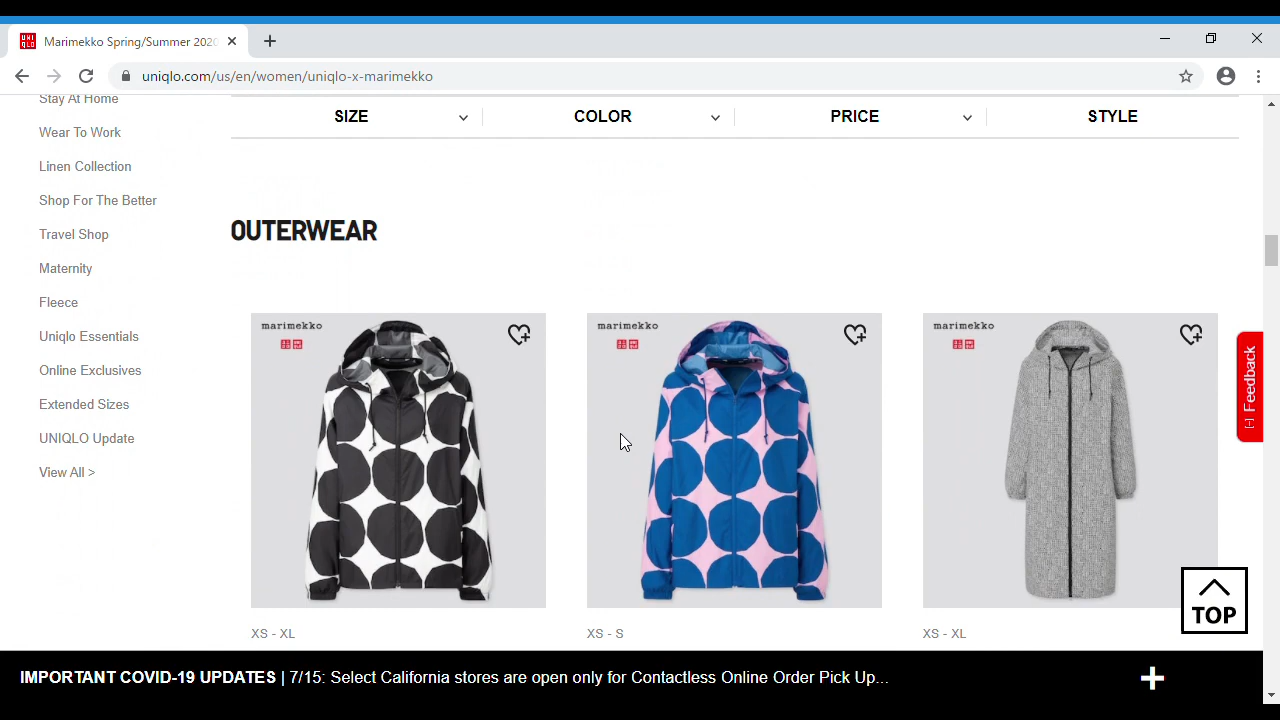 Marimekko Spring/Summer 2020
uniqlo.com/us/en/women/uniqlo-x-marimekko
Stay At Home
Wear To Work
Linen Collection
Shop For The Better
Travel Shop
Maternity
Fleece
Uniqlo Essentials
Online Exclusives
Extended Sizes
UNIQLO Update
View All >
SIZE
COLOR
PRICE
STYLE
OUTERWEAR
marimekko
marimekko
marimekko
XS - XL
XS - S
XS - XL
[-] Feedback
TOP
IMPORTANT COVID-19 UPDATES | 7/15: Select California stores are open only for Contactless Online Order Pick Up...